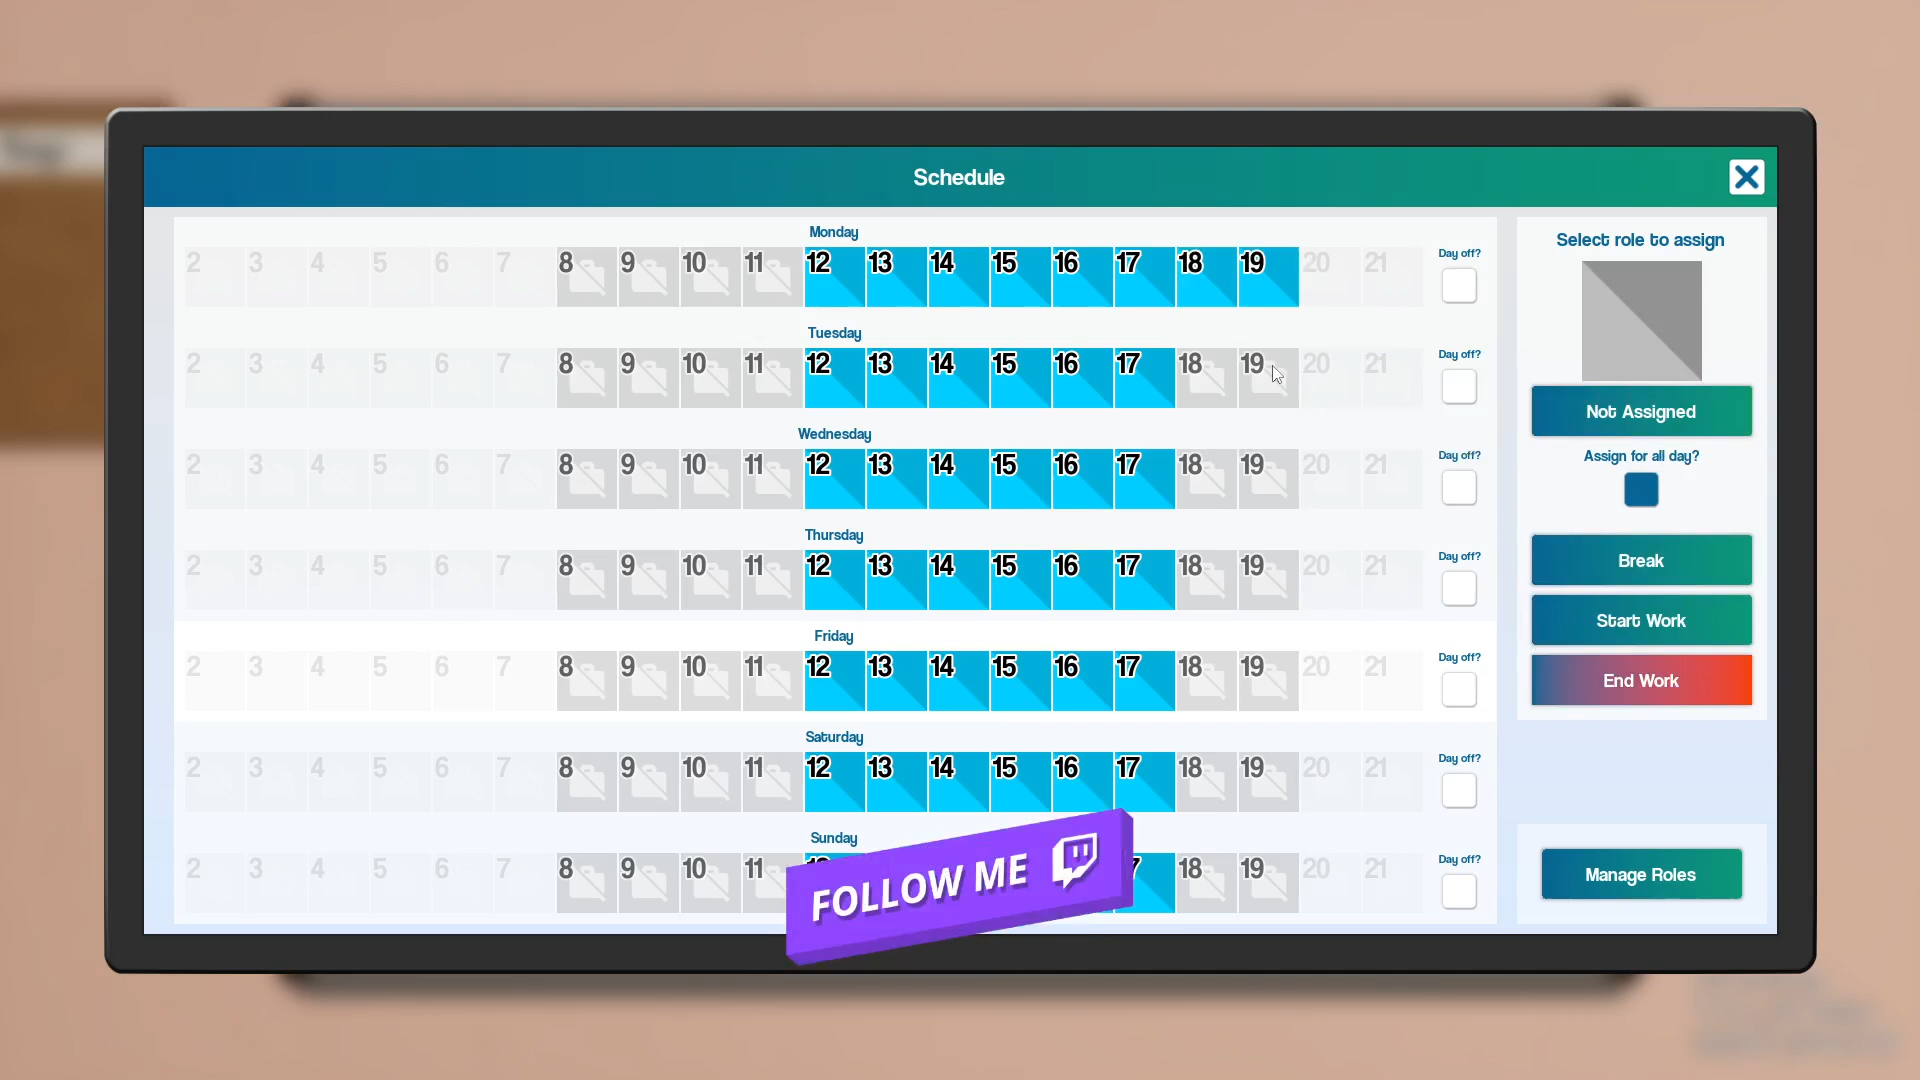 Schedule
Monday
2 3 4 5 6 7 8 9 10 11 12 13 14 15 16 17 18 19 20 21
Day off?
Tuesday
2 3 4 5 6 7 8 9 10 11 12 13 14 15 16 17 18 19 20 21
Day off?
Wednesday
2 3 4 5 6 7 8 9 10 11 12 13 14 15 16 17 18 19 20 21
Day off?
Thursday
2 3 4 5 6 7 8 9 10 11 12 13 14 15 16 17 18 19 20 21
Day off?
Friday
2 3 4 5 6 7 8 9 10 11 12 13 14 15 16 17 18 19 20 21
Day off?
Saturday
2 3 4 5 6 7 8 9 10 11 12 13 14 15 16 17 18 19 20 21
Day off?
Sunday
2 3 4 5 6 7 8 9 10 11 18 19 20 21
Day off?
FOLLOW ME
Select role to assign
Not Assigned
Assign for all day?
Break
Start Work
End Work
Manage Roles